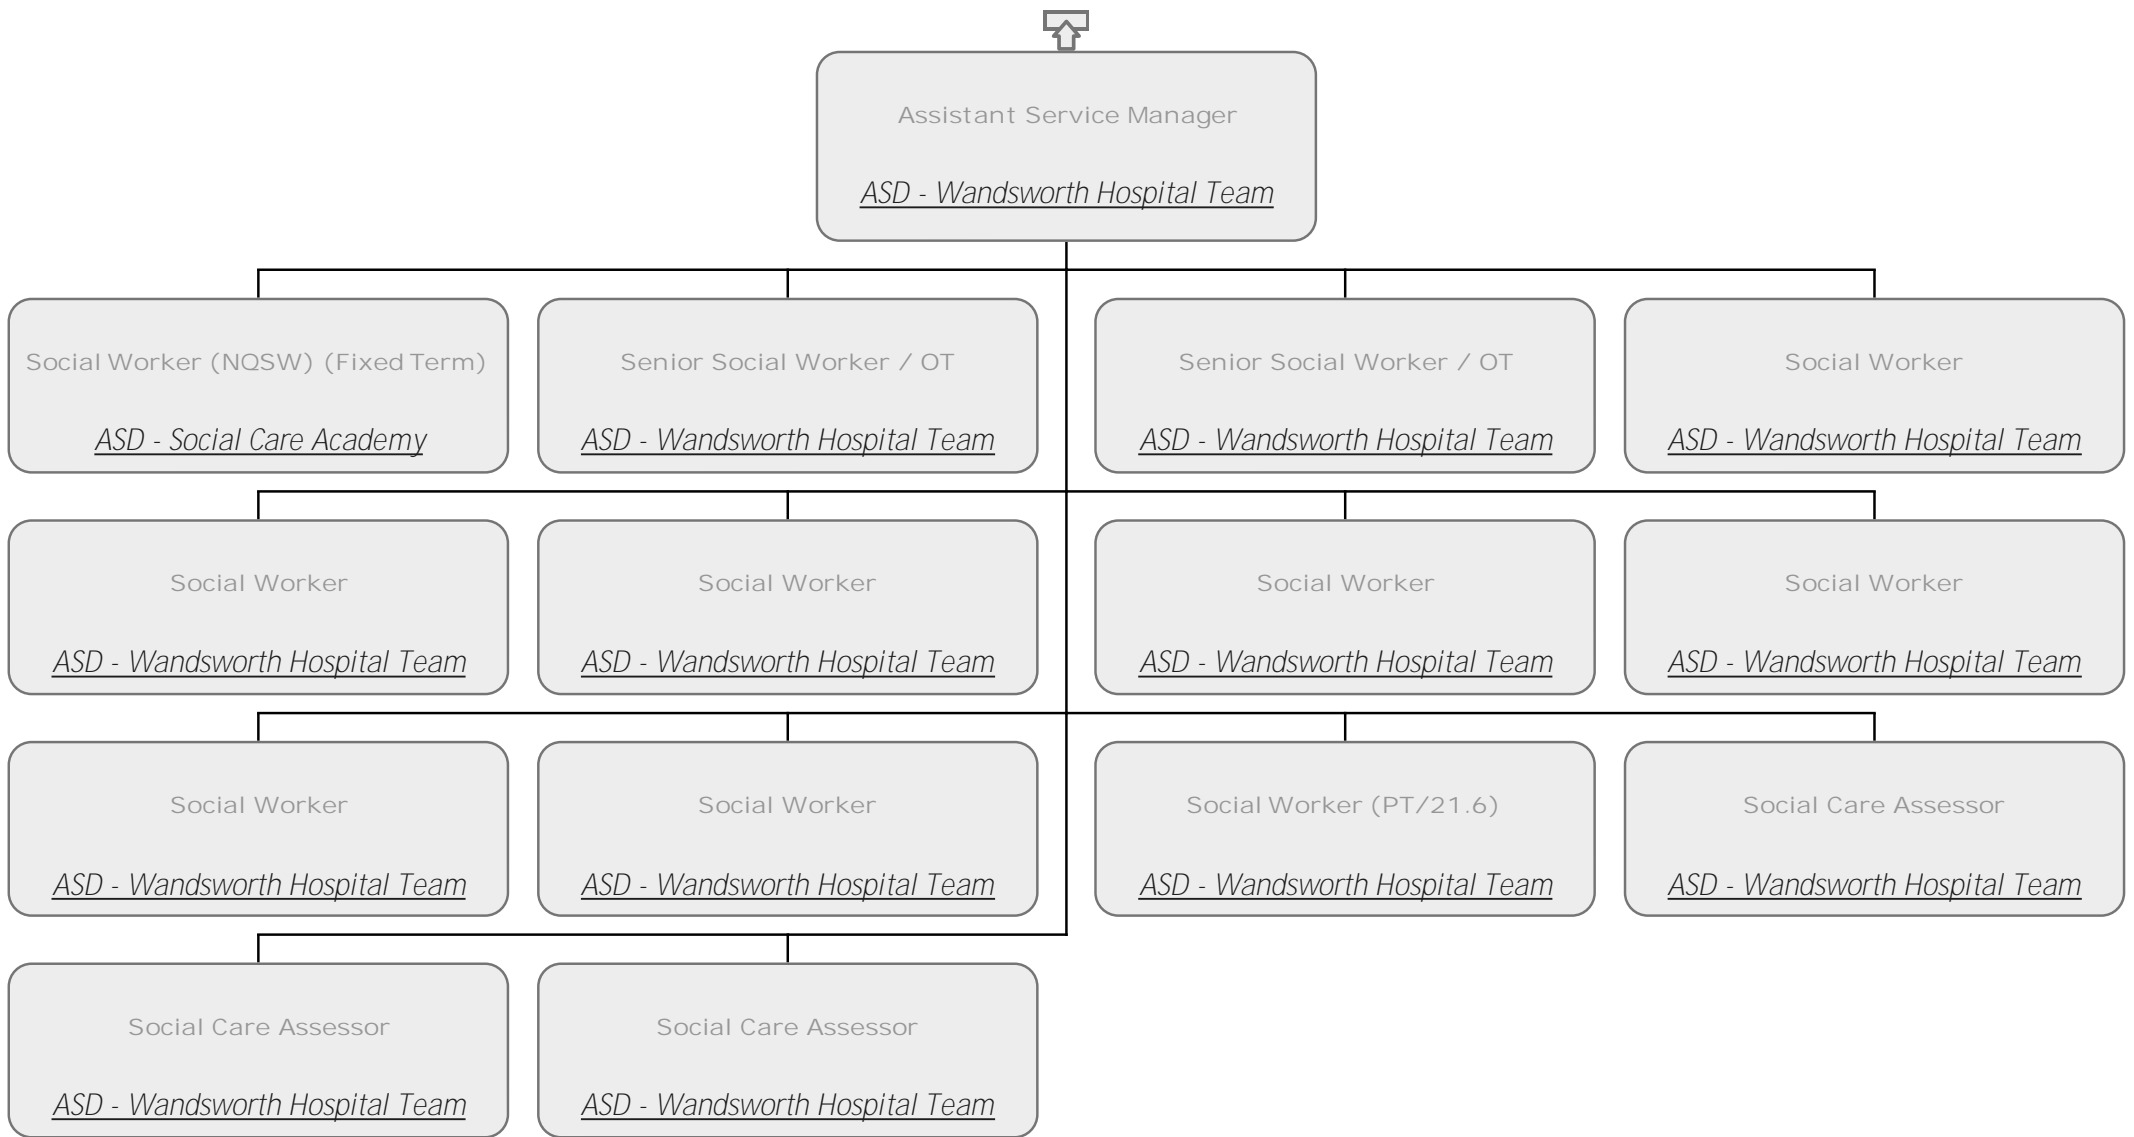 Assistant Service Manager
ASD - Wandsworth Hospital Team
Social Worker (NQSW) (Fixed Term)
ASD - Social Care Academy
Senior Social Worker / OT
ASD - Wandsworth Hospital Team
Senior Social Worker / OT
ASD - Wandsworth Hospital Team
Social Worker
ASD - Wandsworth Hospital Team
Social Worker
ASD - Wandsworth Hospital Team
Social Worker
ASD - Wandsworth Hospital Team
Social Worker
ASD - Wandsworth Hospital Team
Social Worker
ASD - Wandsworth Hospital Team
Social Worker
ASD - Wandsworth Hospital Team
Social Worker
ASD - Wandsworth Hospital Team
Social Worker (PT/21.6)
ASD - Wandsworth Hospital Team
Social Care Assessor
ASD - Wandsworth Hospital Team
Social Care Assessor
ASD - Wandsworth Hospital Team
Social Care Assessor
ASD - Wandsworth Hospital Team